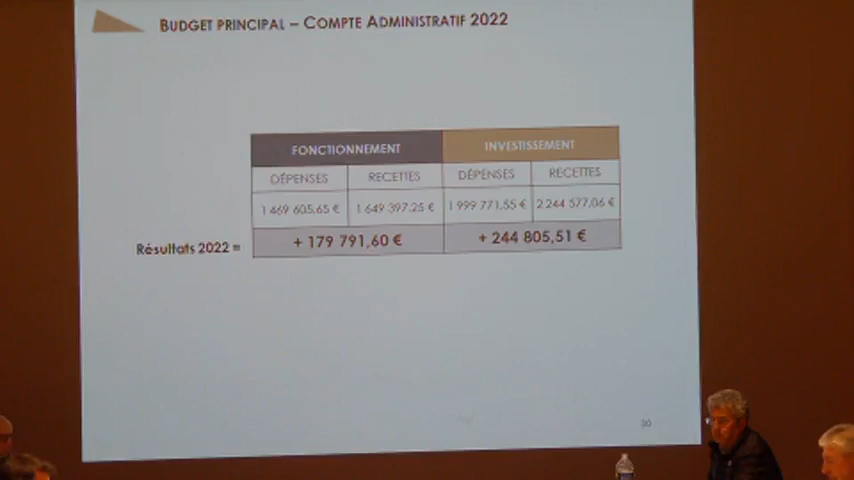 BUDGET PRINCIPAL – COMPTE ADMINISTRATIF 2022
FONCTIONNEMENT INVESTISSEMENT
DÉPENSES RECETTES DÉPENSES RECETTES
1 469 605,65 € 1 649 397,25 € 1 999 771,55 € 2 244 577,06 €
Résultats 2022 = + 179 791,60 € + 244 805,51 €
30